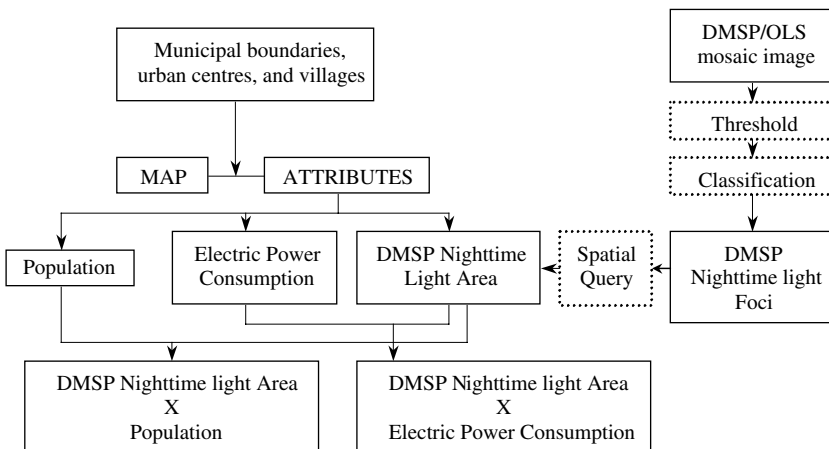 Municipal boundaries,
urban centres, and villages
DMSP/OLS
mosaic image
Threshold
Classification
MAP
ATTRIBUTES
Population
Electric Power
Consumption
DMSP Nighttime
Light Area
Spatial
Query
DMSP
Nighttime light
Foci
DMSP Nighttime light Area
X
Population
DMSP Nighttime light Area
X
Electric Power Consumption